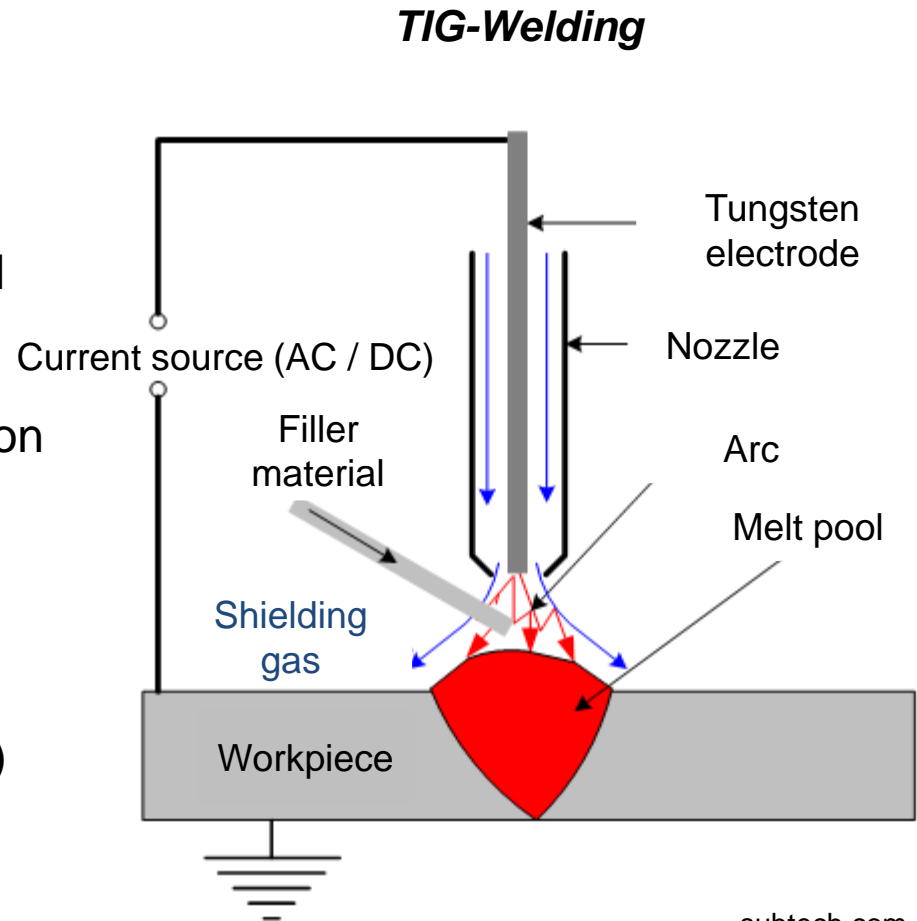 TIG-Welding
Tungsten
electrode
Current source (AC / DC)
Nozzle
Filler
material
Arc
Melt pool
Shielding
gas
Workpiece